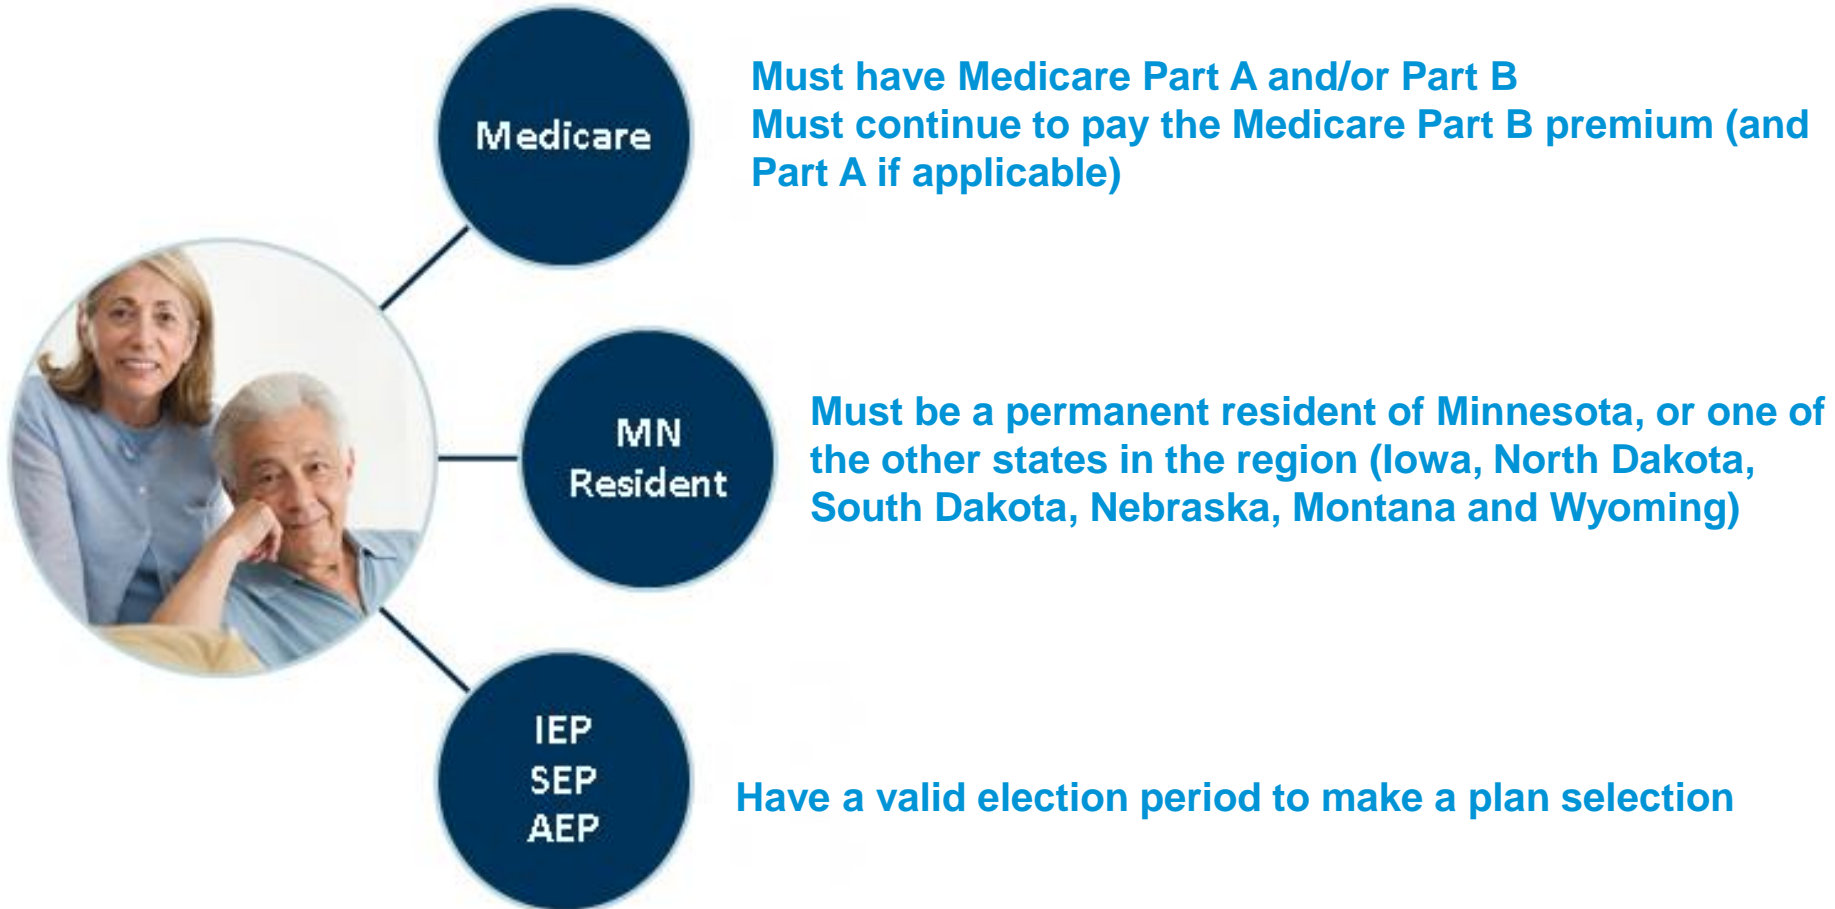 Medicare
Must have Medicare Part A and/or Part B
Must continue to pay the Medicare Part B premium (and
Part A if applicable)
MN
Resident
Must be a permanent resident of Minnesota, or one of
the other states in the region (Iowa, North Dakota,
South Dakota, Nebraska, Montana and Wyoming)
IEP
SEP
AEP
Have a valid election period to make a plan selection